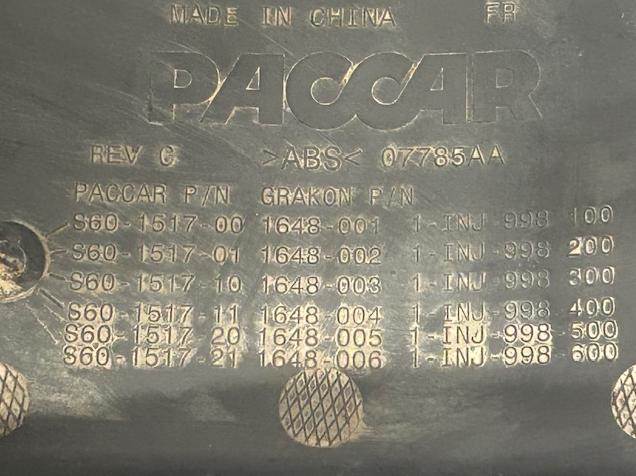 MADE IN CHINA FR
PACCAR
REV C >ABS< 07785AA
PACCAR P/N GRAKON P/N
S60-1517-00 1648-001 1-INJ-998 100
S60-1517-01 1648-002 1-INJ-998 200
S60-1517-10 1648-003 1-INJ-998 300
S60-1517-11 1648-004 1-INJ-998 400
S60-1517-20 1648-005 1-INJ-998-500
S60-1517-21 1648-006 1-INJ-998 600